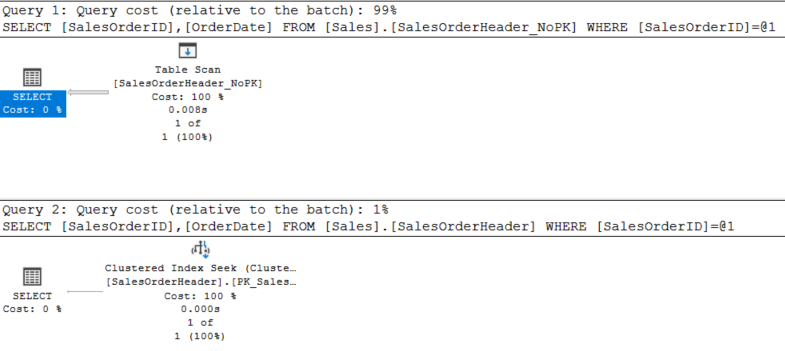 Query 1: Query cost (relative to the batch): 99%
SELECT [SalesOrderID],[OrderDate] FROM [Sales].[SalesOrderHeader_NoPK] WHERE [SalesOrderID]=@1
Table Scan
[SalesOrderHeader_NoPK]
SELECT
Cost: 0 %
Cost: 100 %
0.008s
1 of
1 (100%)
Query 2: Query cost (relative to the batch): 1%
SELECT [SalesOrderID],[OrderDate] FROM [Sales].[SalesOrderHeader] WHERE [SalesOrderID]=@1
Clustered Index Seek (Cluste…
[SalesOrderHeader].[PK_Sales…
SELECT
Cost: 0 %
Cost: 100 %
0.000s
1 of
1 (100%)